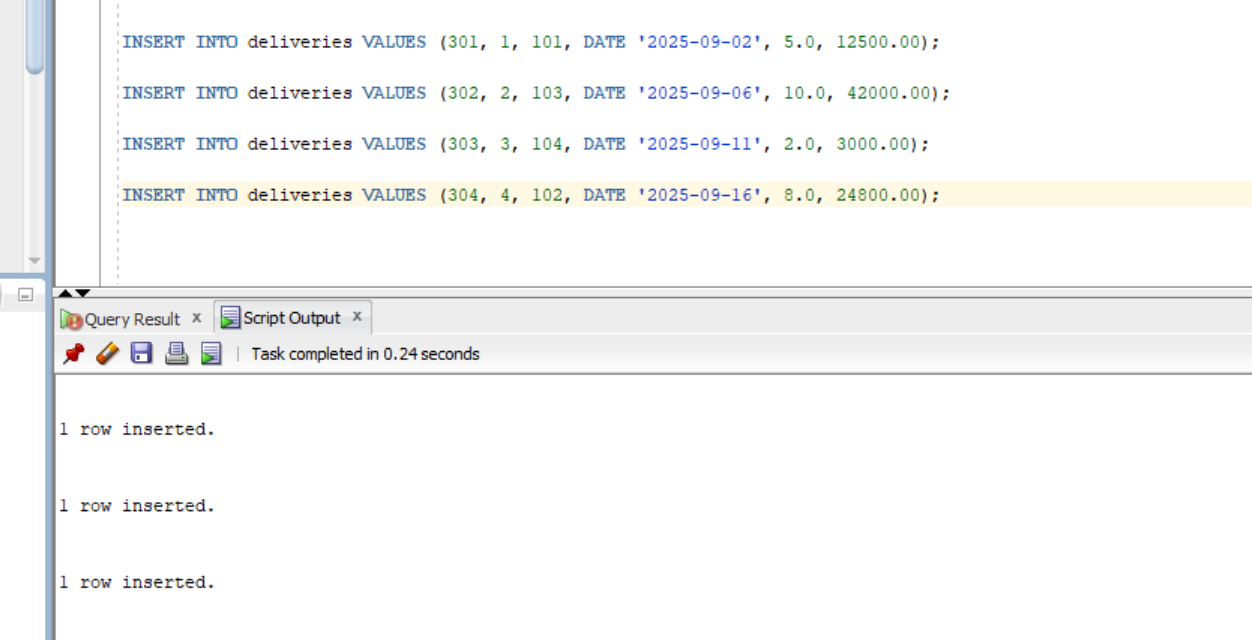 INSERT INTO deliveries VALUES (301, 1, 101, DATE '2025-09-02', 5.0, 12500.00);
INSERT INTO deliveries VALUES (302, 2, 103, DATE '2025-09-06', 10.0, 42000.00);
INSERT INTO deliveries VALUES (303, 3, 104, DATE '2025-09-11', 2.0, 3000.00);
INSERT INTO deliveries VALUES (304, 4, 102, DATE '2025-09-16', 8.0, 24800.00);
Query Result x Script Output x
Task completed in 0.24 seconds
1 row inserted.
1 row inserted.
1 row inserted.